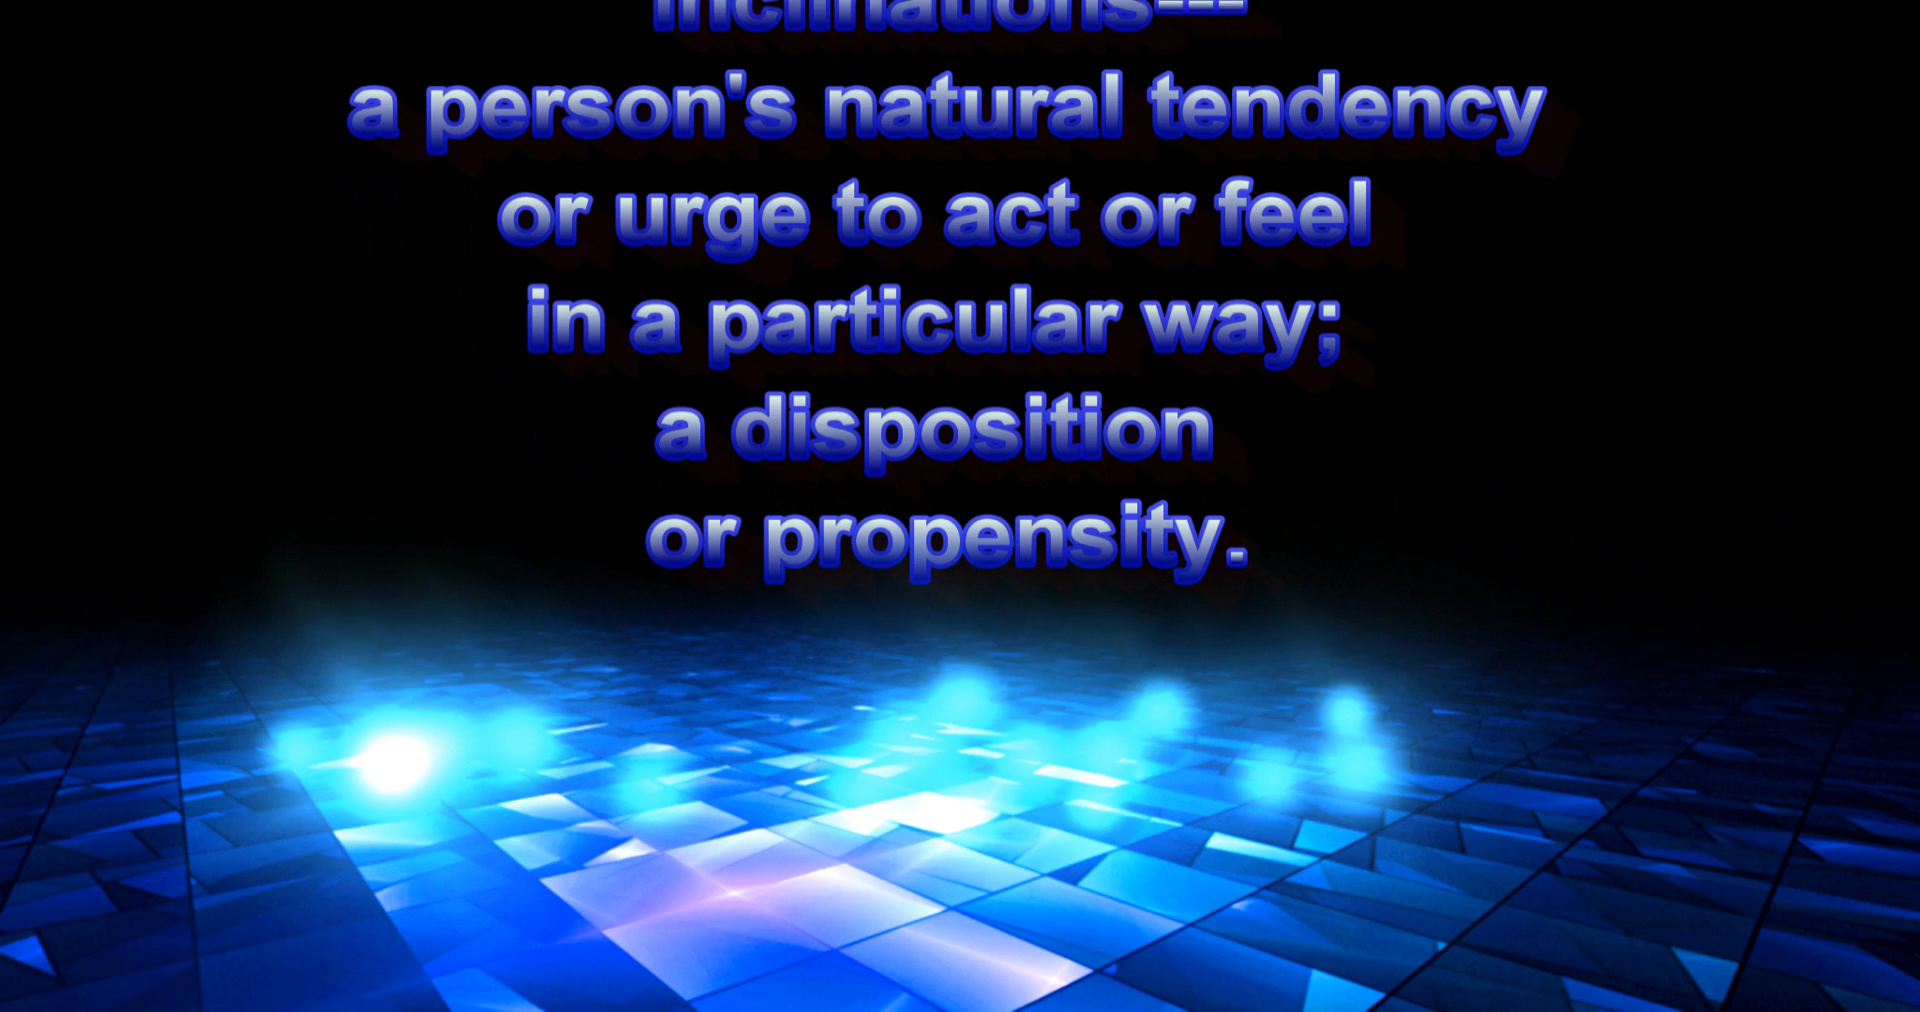 inclinations---
a person's natural tendency
or urge to act or feel
in a particular way;
a disposition
or propensity.